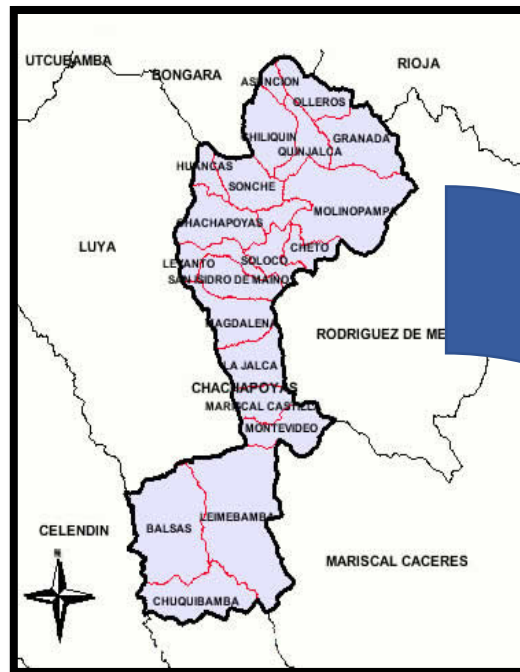 UTCUBAMBA
BONGARA
RIOJA
ASUNCION
OLLEROS
CHILIQUIN
GRANADA
QUINJALCA
HUANCAS
SONCHE
MOLINOPAMPA
CHACHAPOYAS
LUYA
CHETO
SOLOCO
LEVANTO
SAN ISIDRO DE MAINO
MAGDALENA
RODRIGUEZ DE ME
LA JALCA
CHACHAPOYAS
MARISCAL CASTILL
MONTEVIDEO
LEIMEBAMBA
BALSAS
CELENDIN
N
MARISCAL CACERES
CHUQUIBAMBA